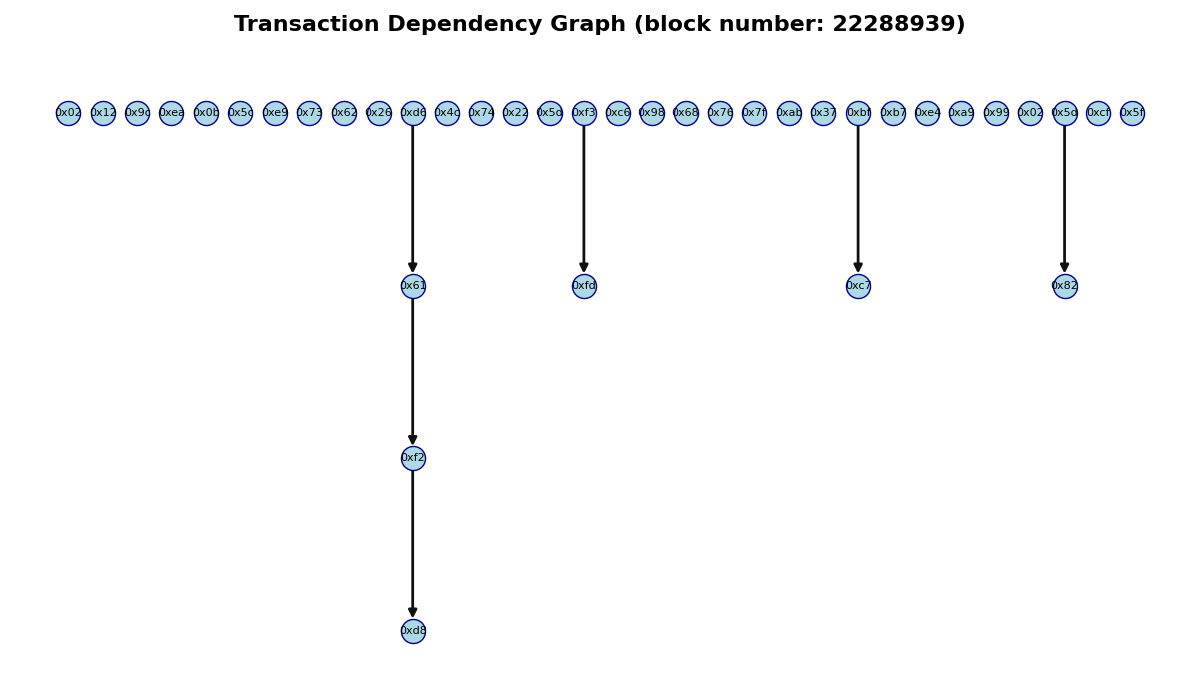 Transaction Dependency Graph (block number: 22288939)
0x02 0x12 0x9c 0xea 0x0b 0x5c 0xe9 0x73 0x62 0x26 0xd6 0x4c 0x74 0x22 0x5d 0xf3 0xc6 0x98 0x68 0x76 0x7f 0xab 0x37 0xbf 0xb7 0xe4 0xa9 0x99 0x02 0x5d 0xcf 0x5f
0x61 0xfd 0xc7 0x82
0xf2
0xd8